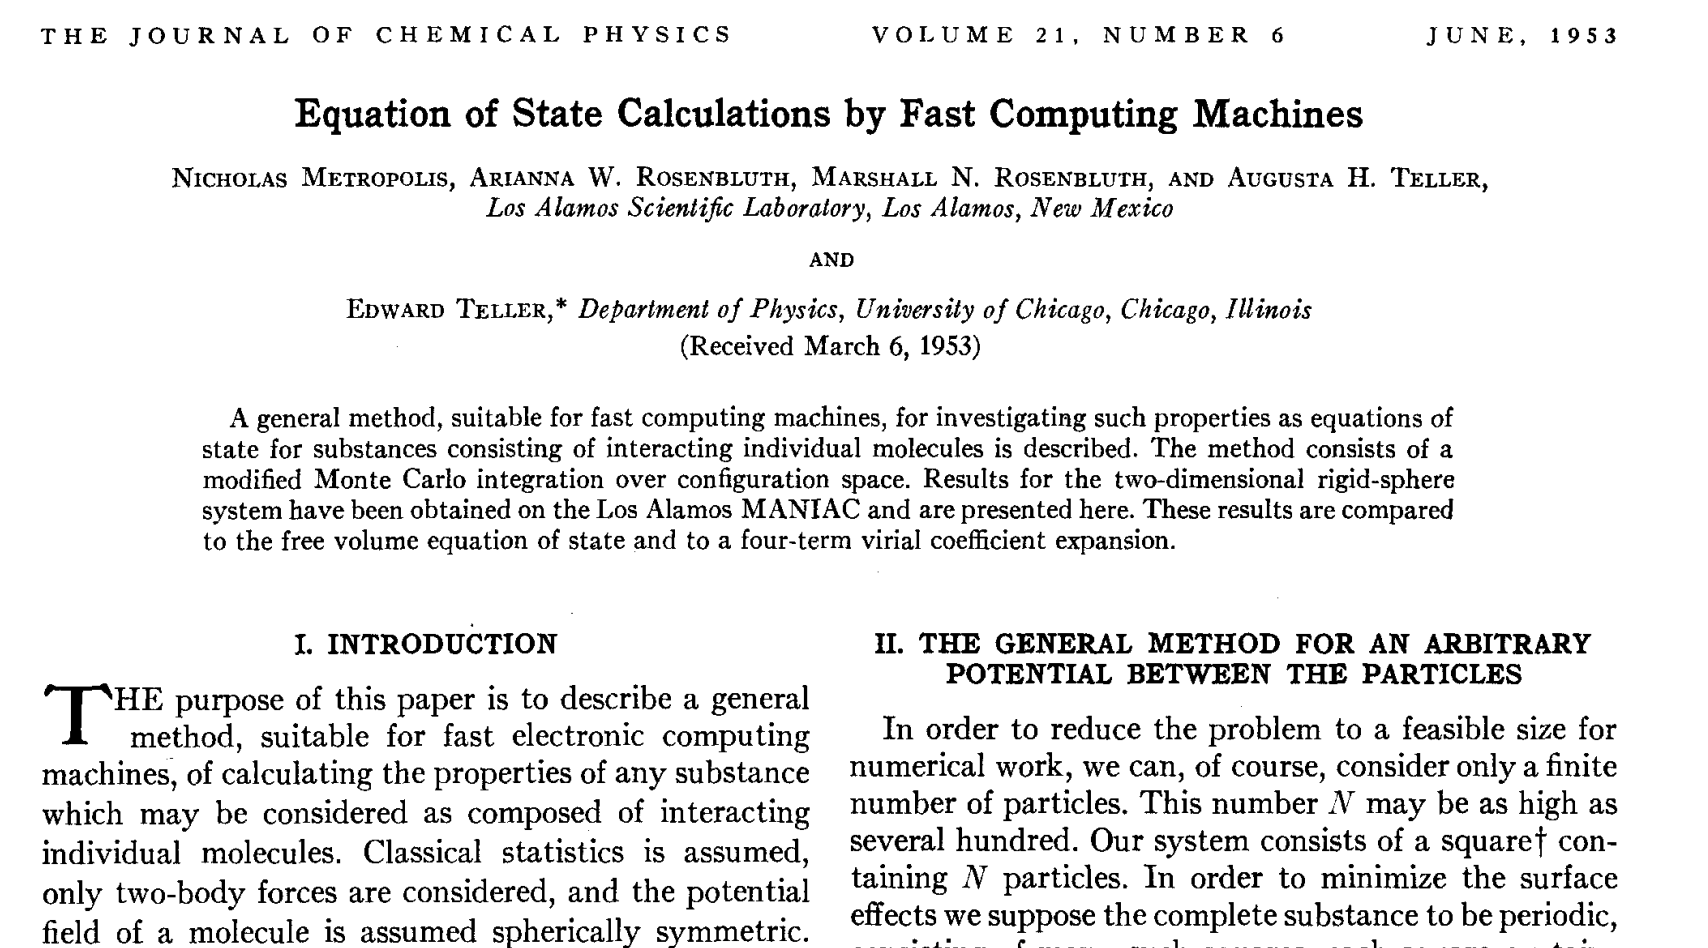 THE JOURNAL OF CHEMICAL PHYSICS VOLUME 21, NUMBER 6 JUNE, 1953
Equation of State Calculations by Fast Computing Machines
NICHOLAS METROPOLIS, ARIANNA W. ROSENBLUTH, MARSHALL N. ROSENBLUTH, AND AUGUSTA H. TELLER,
Los Alamos Scientific Laboratory, Los Alamos, New Mexico
AND
EDWARD TELLER,* Department of Physics, University of Chicago, Chicago, Illinois
(Received March 6, 1953)
A general method, suitable for fast computing machines, for investigating such properties as equations of
state for substances consisting of interacting individual molecules is described. The method consists of a
modified Monte Carlo integration over configuration space. Results for the two-dimensional rigid-sphere
system have been obtained on the Los Alamos MANIAC and are presented here. These results are compared
to the free volume equation of state and to a four-term virial coefficient expansion.
I. INTRODUCTION
THE purpose of this paper is to describe a general
method, suitable for fast electronic computing
machines, of calculating the properties of any substance
which may be considered as composed of interacting
individual molecules. Classical statistics is assumed,
only two-body forces are considered, and the potential
field of a molecule is assumed spherically symmetric.
II. THE GENERAL METHOD FOR AN ARBITRARY
POTENTIAL BETWEEN THE PARTICLES
In order to reduce the problem to a feasible size for
numerical work, we can, of course, consider only a finite
number of particles. This number N may be as high as
several hundred. Our system consists of a square† con-
taining N particles. In order to minimize the surface
effects we suppose the complete substance to be periodic,